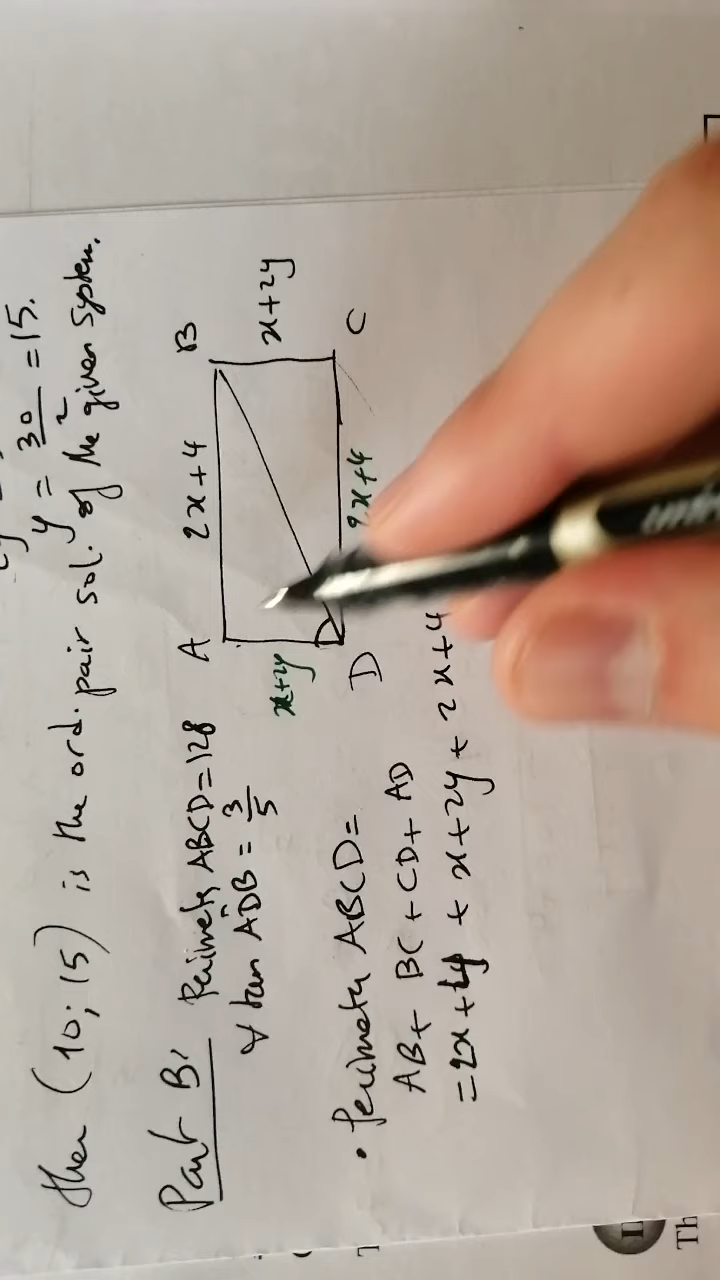 y = 30/2 = 15.
then (10; 15) is the ord. pair sol. of the given system.
Part B: Perimeter ABCD = 128
& tan ADB = 3/5
A 2x+4 B
x+2y
x+2y
D 2x+4 C
• Perimeter ABCD =
AB + BC + CD + AD
= 2x+4 + x+2y + 2x+4
Th